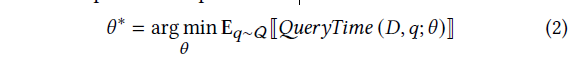 θ* = arg min E_{q∼Q}⟦QueryTime (D, q; θ)⟧ (2)
θ